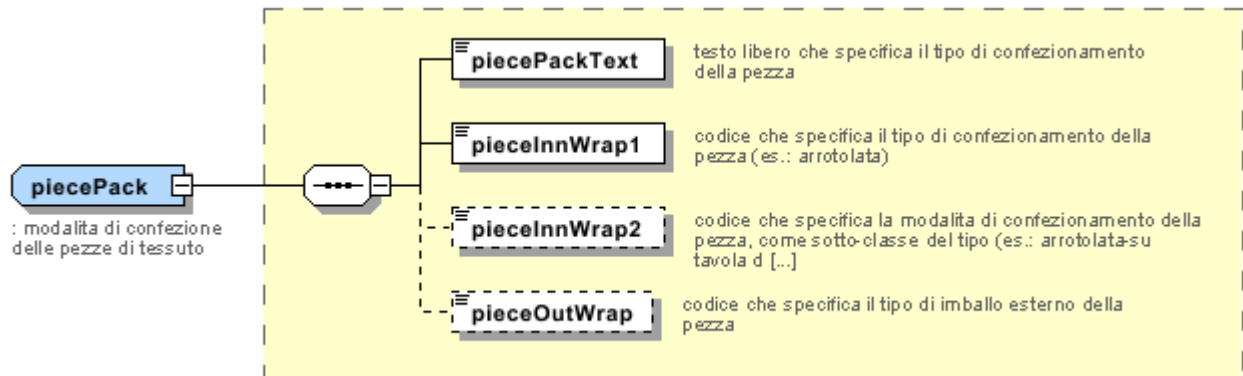 piecePackText
testo libero che specifica il tipo di confezionamento
della pezza
pieceInnWrap1
codice che specifica il tipo di confezionamento della
pezza (es.: arrotolata)
piecePack
: modalita di confezione
delle pezze di tessuto
pieceInnWrap2
codice che specifica la modalita di confezionamento della
pezza, come sotto-classe del tipo (es.: arrotolata-su
tavola d [...]
pieceOutWrap
codice che specifica il tipo di imballo esterno della
pezza